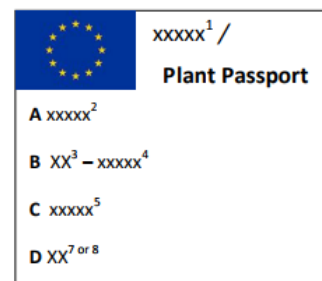 xxxxx¹ /
Plant Passport
A xxxxx²
B XX³ – xxxxx⁴
C xxxxx⁵
D XX⁷ ᵒʳ ⁸